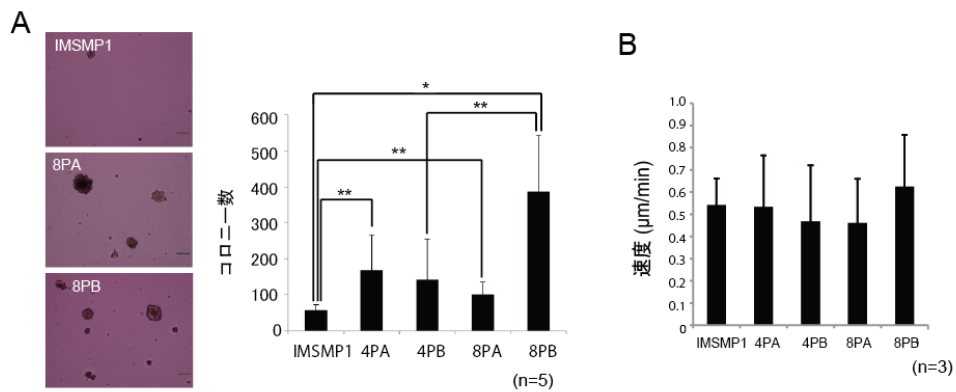 A
IMSMP1
8PA
8PB
コロニー数
600
500
400
300
200
100
0
*
**
**
**
IMSMP1 4PA 4PB 8PA 8PB
(n=5)
B
速度 (μm/min)
1.0
0.9
0.8
0.7
0.6
0.5
0.4
0.3
0.2
0.1
0
IMSMP1 4PA 4PB 8PA 8PB
(n=3)